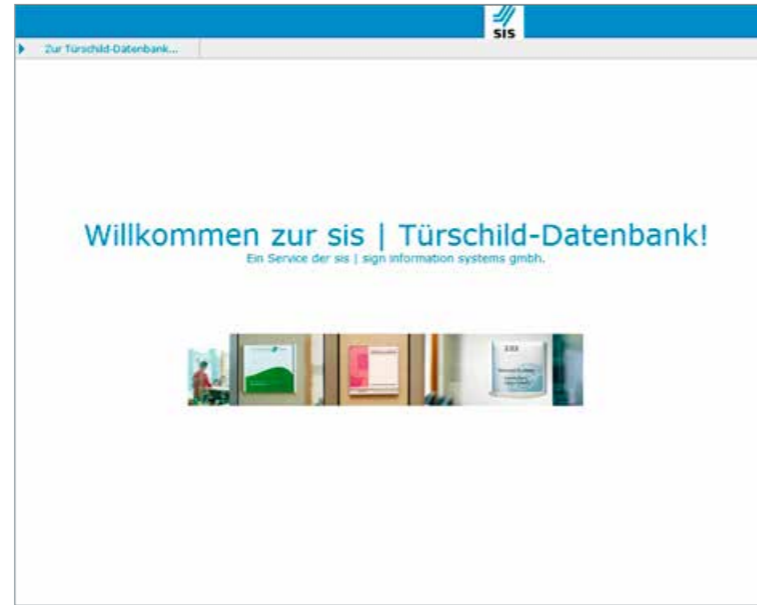 sis
Zur Türschild-Datenbank...
Willkommen zur sis | Türschild-Datenbank!
Ein Service der sis | sign information systems gmbh.